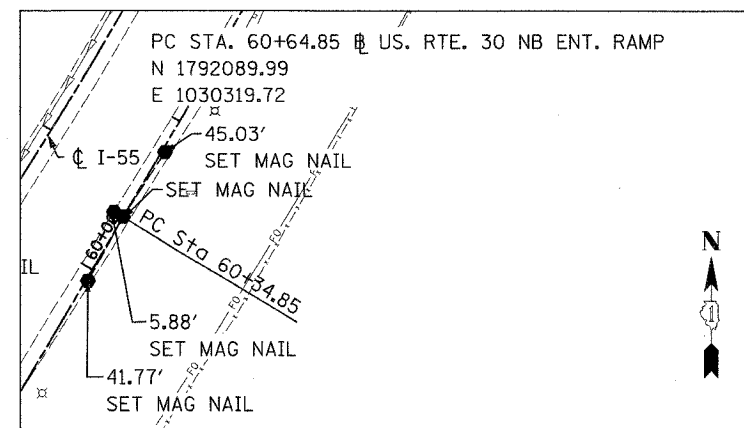 PC STA. 60+64.85 ⅊ US. RTE. 30 NB ENT. RAMP
N 1792089.99
E 1030319.72
45.03'
SET MAG NAIL
℄ I-55
SET MAG NAIL
60+0
PC Sta 60+34.85
IL
FO
FO
FO
5.88'
SET MAG NAIL
41.77'
SET MAG NAIL
N
1